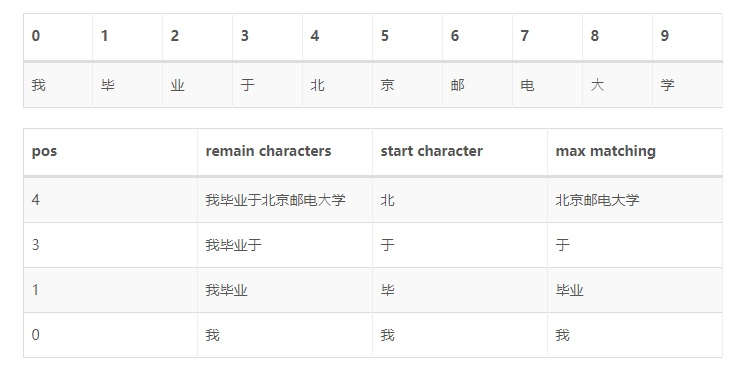 0 1 2 3 4 5 6 7 8 9
我 毕 业 于 北 京 邮 电 大 学
pos remain characters start character max matching
4 我毕业于北京邮电大学 北 北京邮电大学
3 我毕业于 于 于
1 我毕业 毕 毕业
0 我 我 我